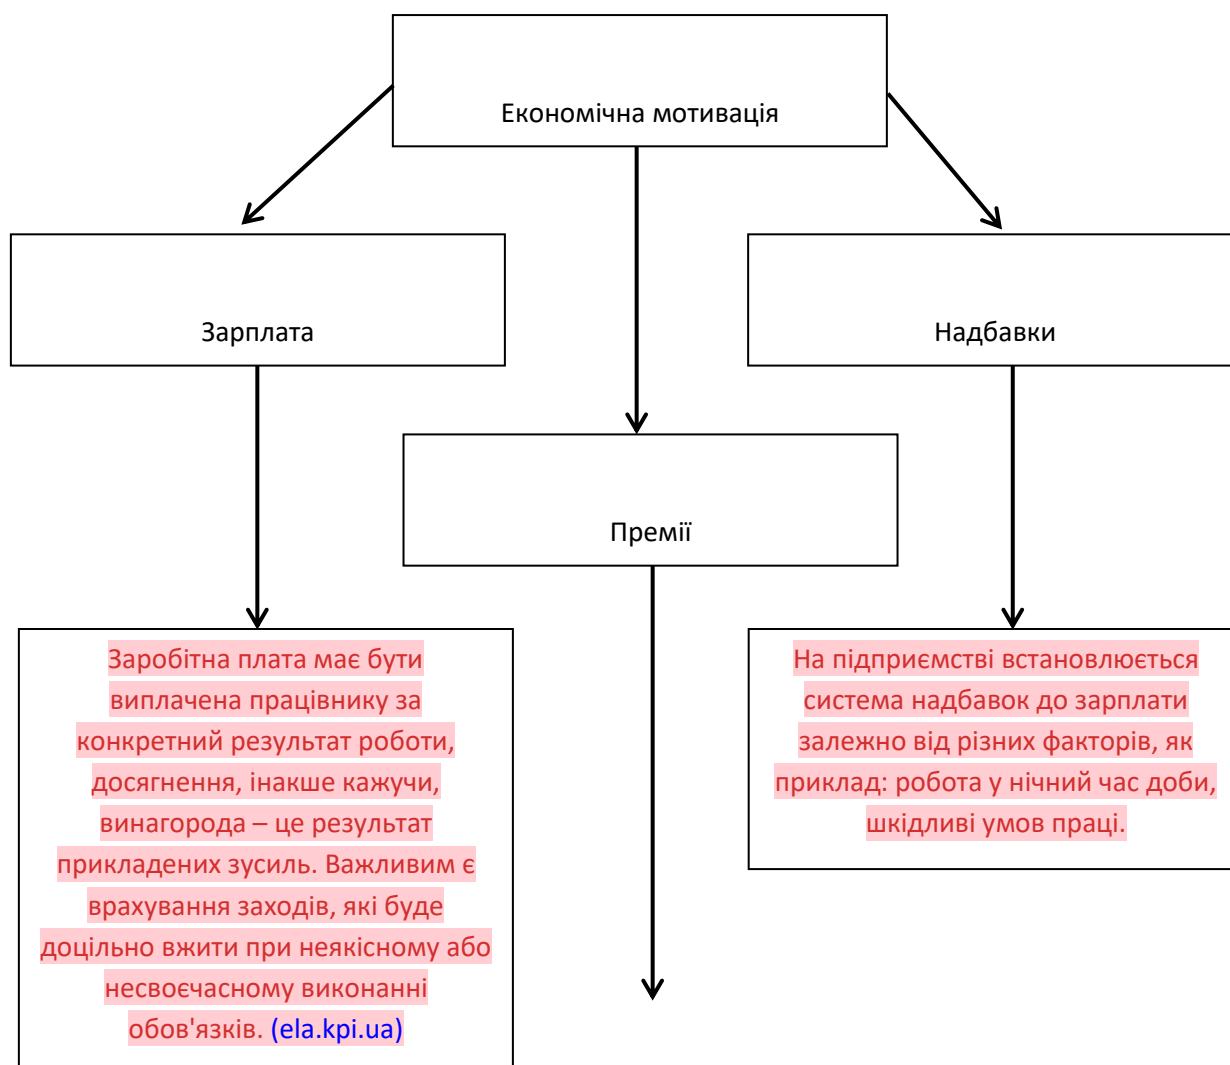 Економічна мотивація
Зарплата
Надбавки
Премії
Заробітна плата має бути
виплачена працівнику за
конкретний результат роботи,
досягнення, інакше кажучи,
винагорода – це результат
прикладених зусиль. Важливим є
врахування заходів, які буде
доцільно вжити при неякісному або
несвоєчасному виконанні
обов'язків. (ela.kpi.ua)
На підприємстві встановлюється
система надбавок до зарплати
залежно від різних факторів, як
приклад: робота у нічний час доби,
шкідливі умов праці.